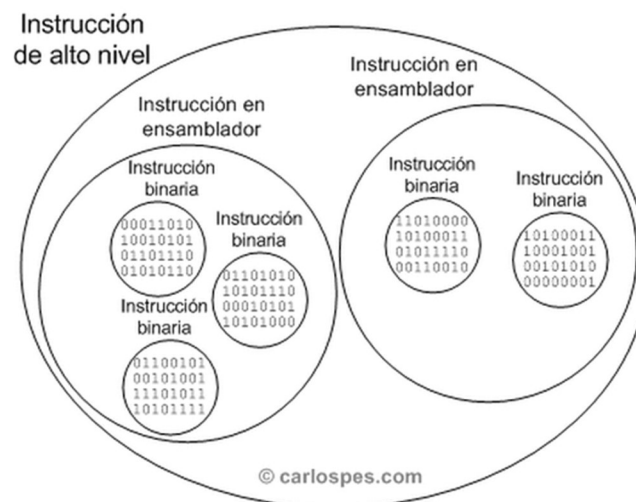 Instrucción
de alto nivel
Instrucción en
ensamblador
Instrucción
binaria
00011010
10010101
01101110
01010110
Instrucción
binaria
01101010
10101110
00010101
10101000
Instrucción
binaria
01100101
00101001
11101011
10101111
Instrucción en
ensamblador
Instrucción
binaria
11010000
10100011
01011110
00110010
Instrucción
binaria
10100011
10001001
00101010
00000001
© carlospes.com